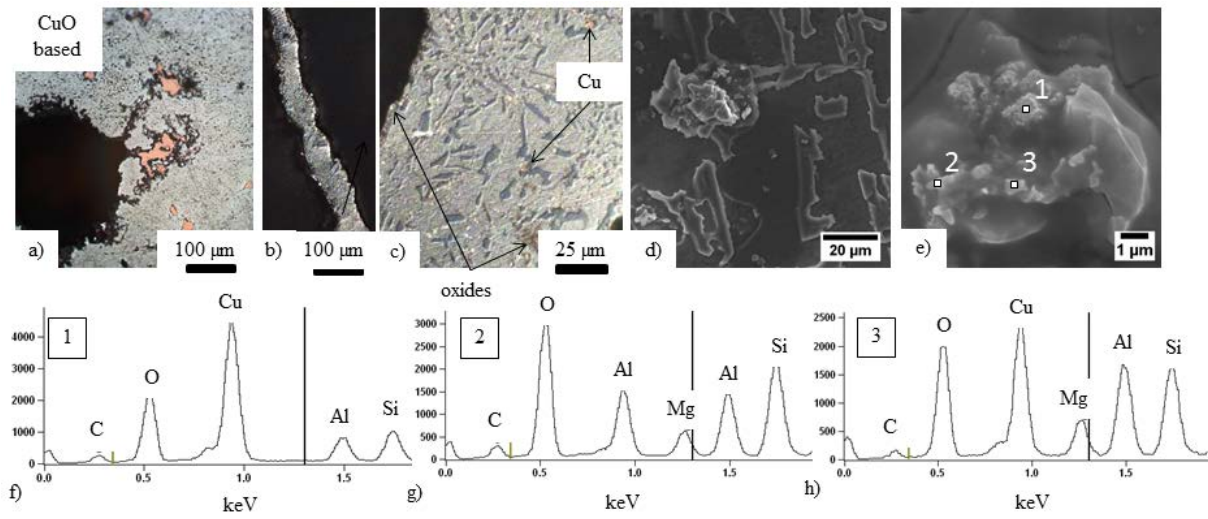 CuO
based
Cu
1
2
3
a)
100 µm
b)
100 µm
c)
25 µm
d)
20 µm
e)
1 µm
oxides
1
Cu
O
C
Al
Si
4000
3000
2000
1000
0
0.0
0.5
1.0
1.5
f)
keV
2
O
Al
C
Mg
Al
Si
3000
2500
2000
1500
1000
500
0
0.0
0.5
1.0
1.5
g)
keV
3
Cu
O
C
Mg
Al
Si
2500
2000
1500
1000
500
0
0.0
0.5
1.0
1.5
h)
keV